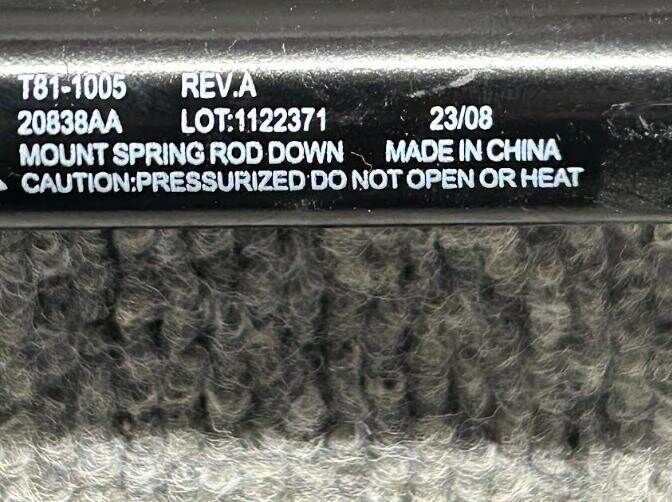 T81-1005 REV.A
20838AA LOT:1122371 23/08
MOUNT SPRING ROD DOWN MADE IN CHINA
CAUTION:PRESSURIZED DO NOT OPEN OR HEAT